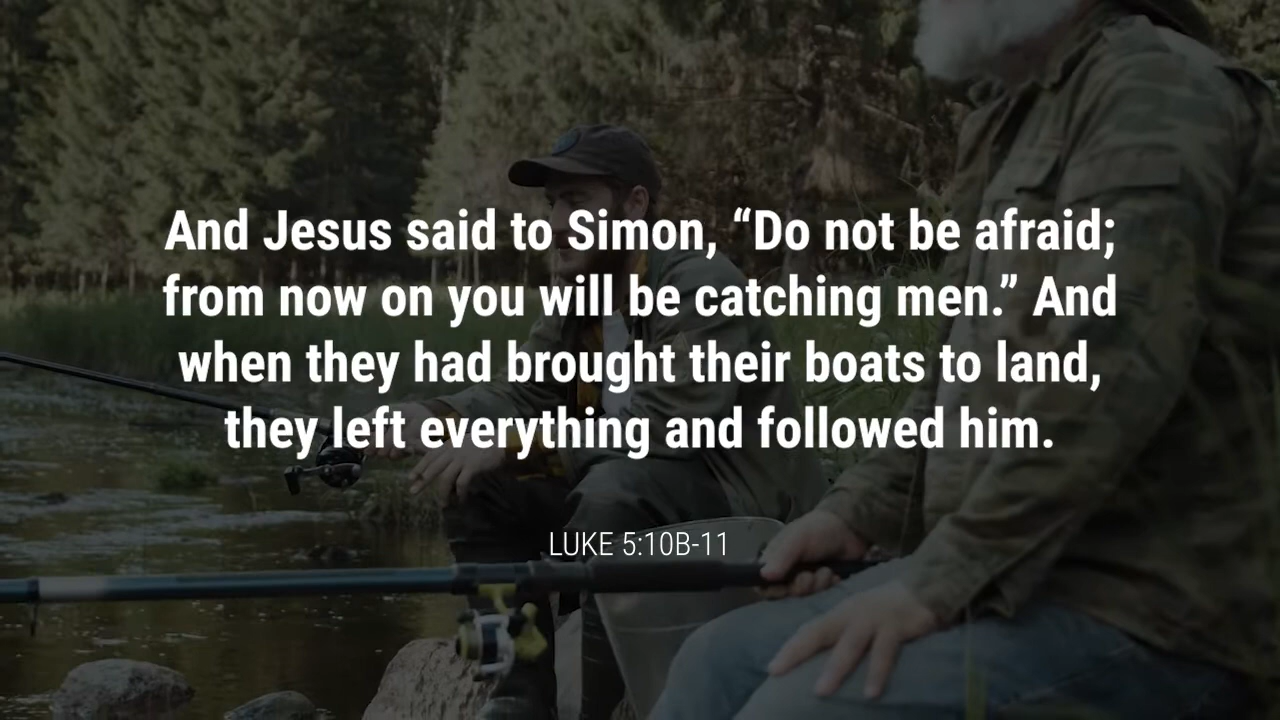 And Jesus said to Simon, “Do not be afraid;
from now on you will be catching men.” And
when they had brought their boats to land,
they left everything and followed him.
LUKE 5:10B-11